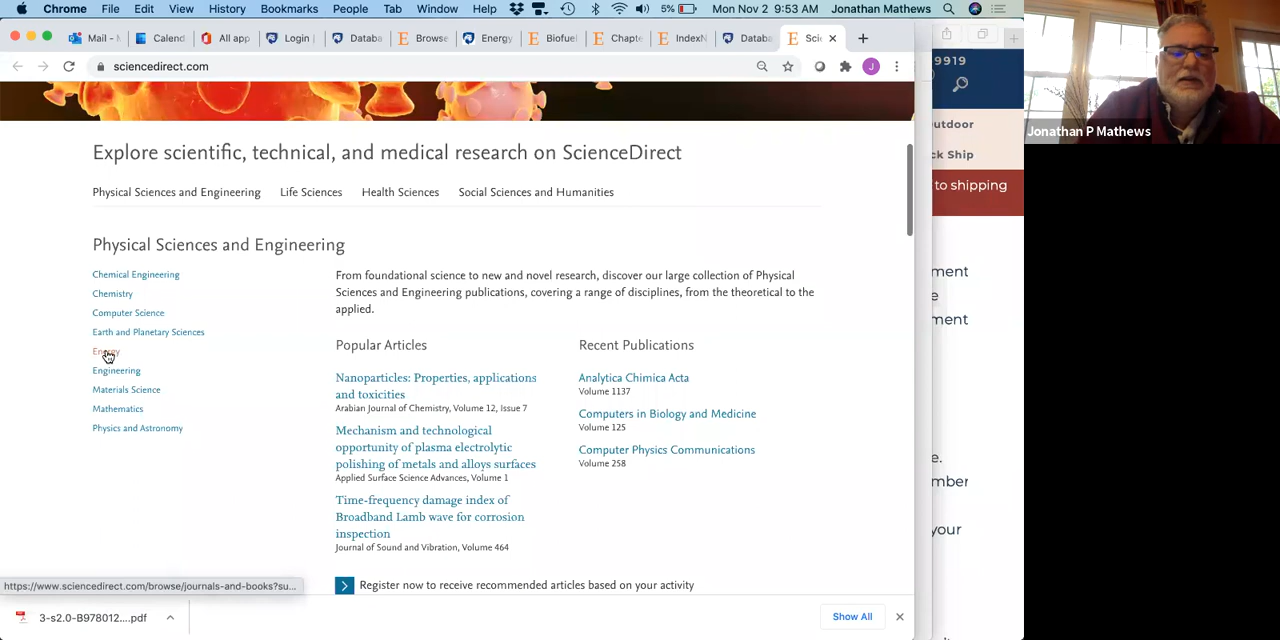 Chrome File Edit View History Bookmarks People Tab Window Help 5% Mon Nov 2 9:53 AM Jonathan Mathews
Mail - Calend All app Login | Databa Browse Energy Biofuel Chapte IndexN Databa Scie
sciencedirect.com
9919
utdoor
ck Ship
to shipping
Jonathan P Mathews
Explore scientific, technical, and medical research on ScienceDirect
Physical Sciences and Engineering Life Sciences Health Sciences Social Sciences and Humanities
Physical Sciences and Engineering
Chemical Engineering
Chemistry
Computer Science
Earth and Planetary Sciences
Energy
Engineering
Materials Science
Mathematics
Physics and Astronomy
From foundational science to new and novel research, discover our large collection of Physical
Sciences and Engineering publications, covering a range of disciplines, from the theoretical to the
applied.
Popular Articles
Nanoparticles: Properties, applications
and toxicities
Arabian Journal of Chemistry, Volume 12, Issue 7
Mechanism and technological
opportunity of plasma electrolytic
polishing of metals and alloys surfaces
Applied Surface Science Advances, Volume 1
Time-frequency damage index of
Broadband Lamb wave for corrosion
inspection
Journal of Sound and Vibration, Volume 464
Recent Publications
Analytica Chimica Acta
Volume 1137
Computers in Biology and Medicine
Volume 125
Computer Physics Communications
Volume 258
Register now to receive recommended articles based on your activity
ment
e
ment
e.
mber
your
https://www.sciencedirect.com/browse/journals-and-books?su...
3-s2.0-B978012....pdf
Show All